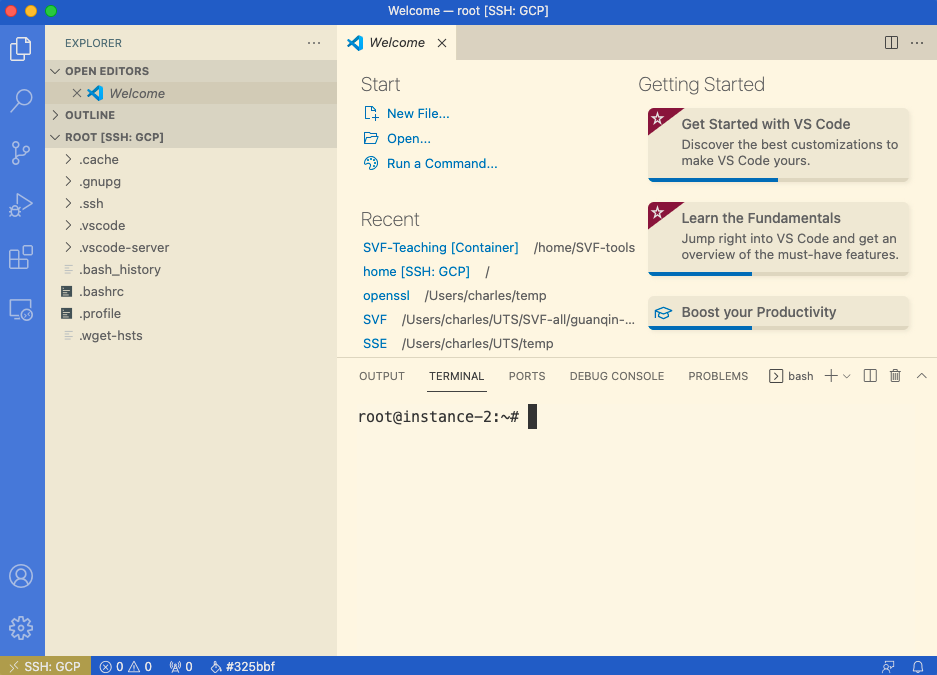 Welcome — root [SSH: GCP]
EXPLORER
OPEN EDITORS
Welcome
OUTLINE
ROOT [SSH: GCP]
.cache
.gnupg
.ssh
.vscode
.vscode-server
.bash_history
.bashrc
.profile
.wget-hsts
Welcome
Start
New File...
Open...
Run a Command...
Recent
SVF-Teaching [Container] /home/SVF-tools
home [SSH: GCP] /
openssl /Users/charles/temp
SVF /Users/charles/UTS/SVF-all/guanqin-...
SSE /Users/charles/UTS/temp
Getting Started
Get Started with VS Code
Discover the best customizations to
make VS Code yours.
Learn the Fundamentals
Jump right into VS Code and get an
overview of the must-have features.
Boost your Productivity
OUTPUT TERMINAL PORTS DEBUG CONSOLE PROBLEMS bash
root@instance-2:~#
SSH: GCP 0 0 0 #325bbf